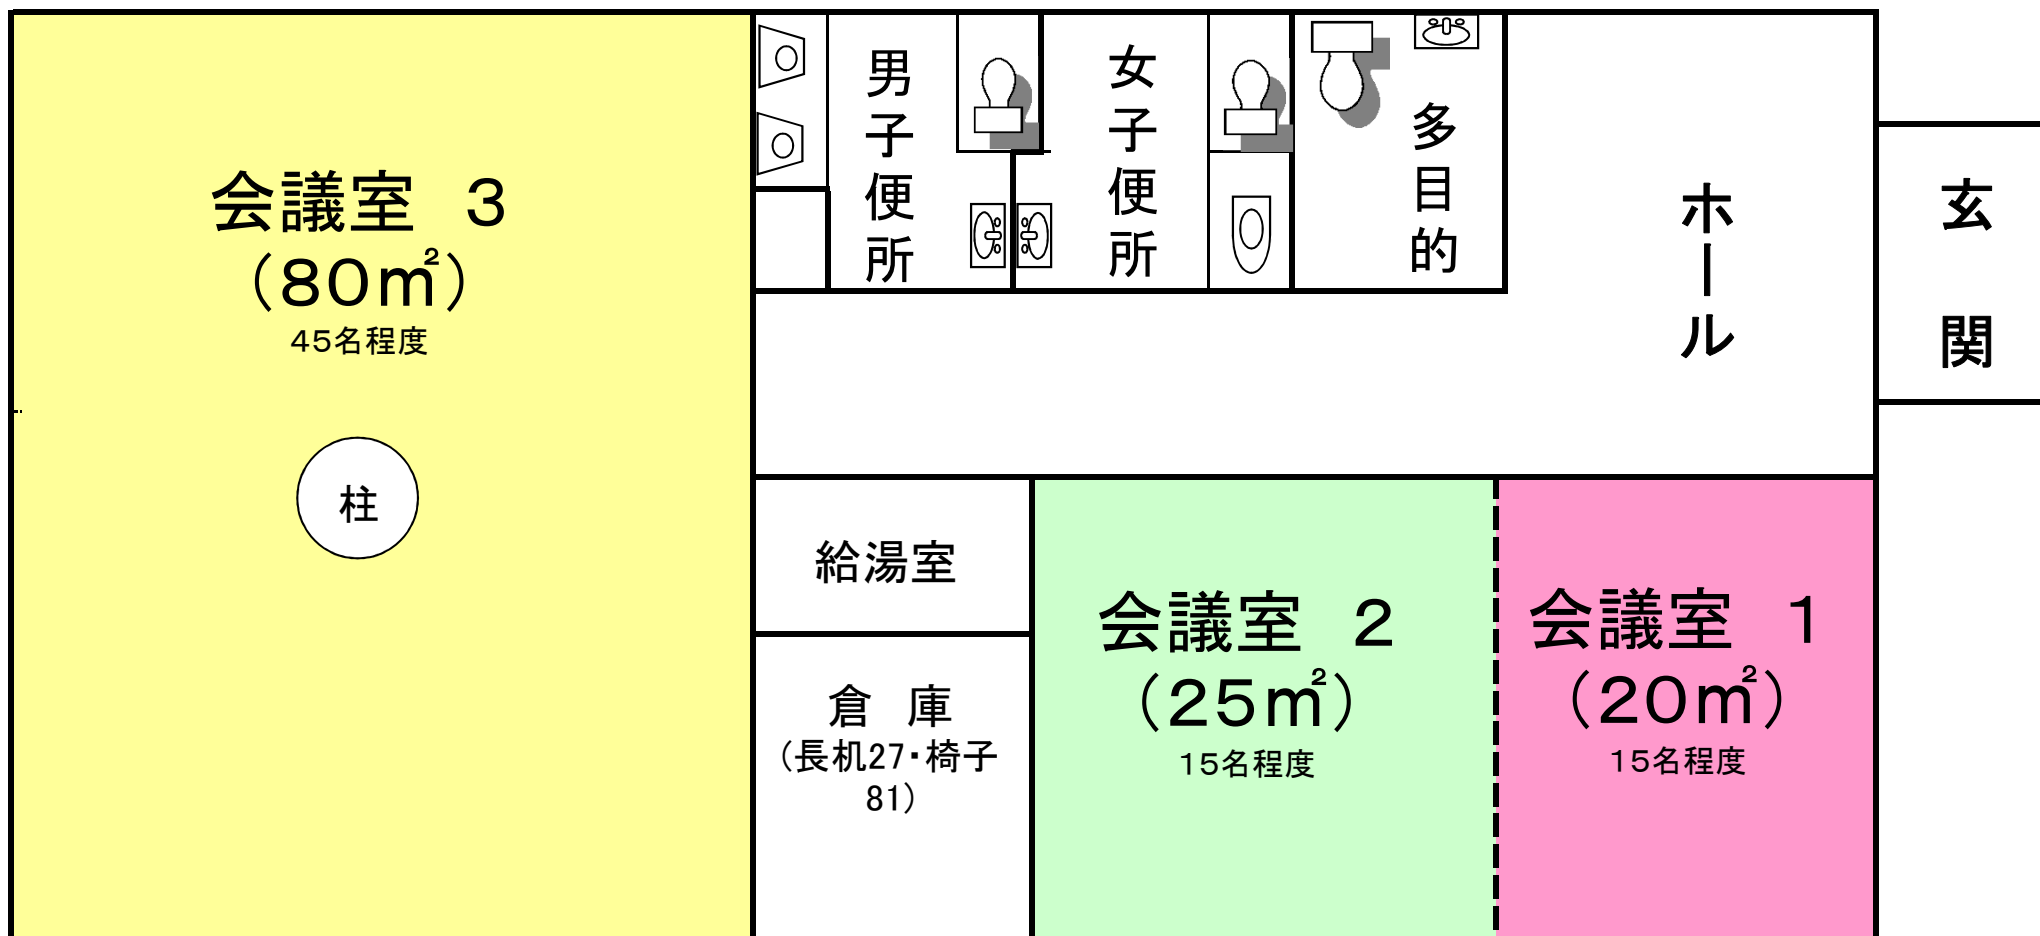 会議室　３
（８０㎡）
４５名程度
柱
男子便所
女子便所
多目的
ホール
玄関
給湯室
倉　庫
（長机27・椅子
81）
会議室　２
（２５㎡）
１５名程度
会議室　１
（２０㎡）
１５名程度